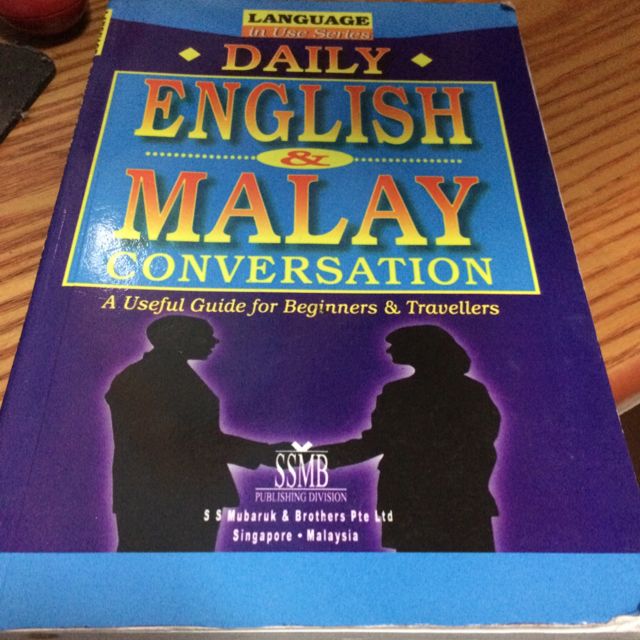 LANGUAGE
in Use Series
DAILY
ENGLISH
&
MALAY
CONVERSATION
A Useful Guide for Beginners & Travellers
SSMB
PUBLISHING DIVISION
S S Mubaruk & Brothers Pte Ltd
Singapore • Malaysia